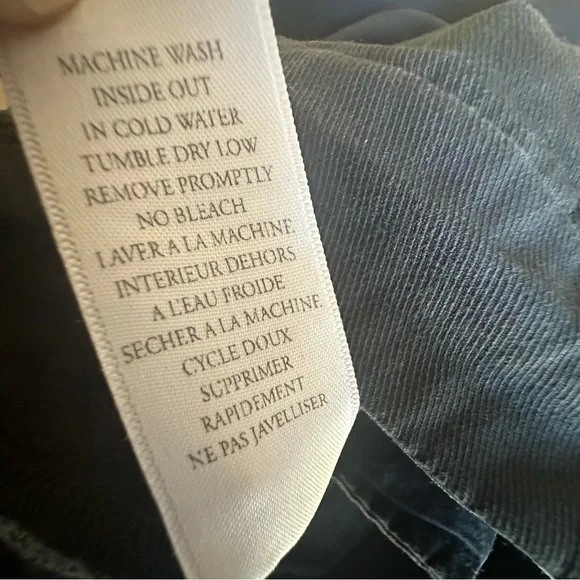 MACHINE WASH
INSIDE OUT
IN COLD WATER
TUMBLE DRY LOW
REMOVE PROMPTLY
NO BLEACH
LAVER A LA MACHINE
INTERIEUR DEHORS
A L'EAU FROIDE
SECHER A LA MACHINE
CYCLE DOUX
SUPPRIMER
RAPIDEMENT
NE PAS JAVELLISER